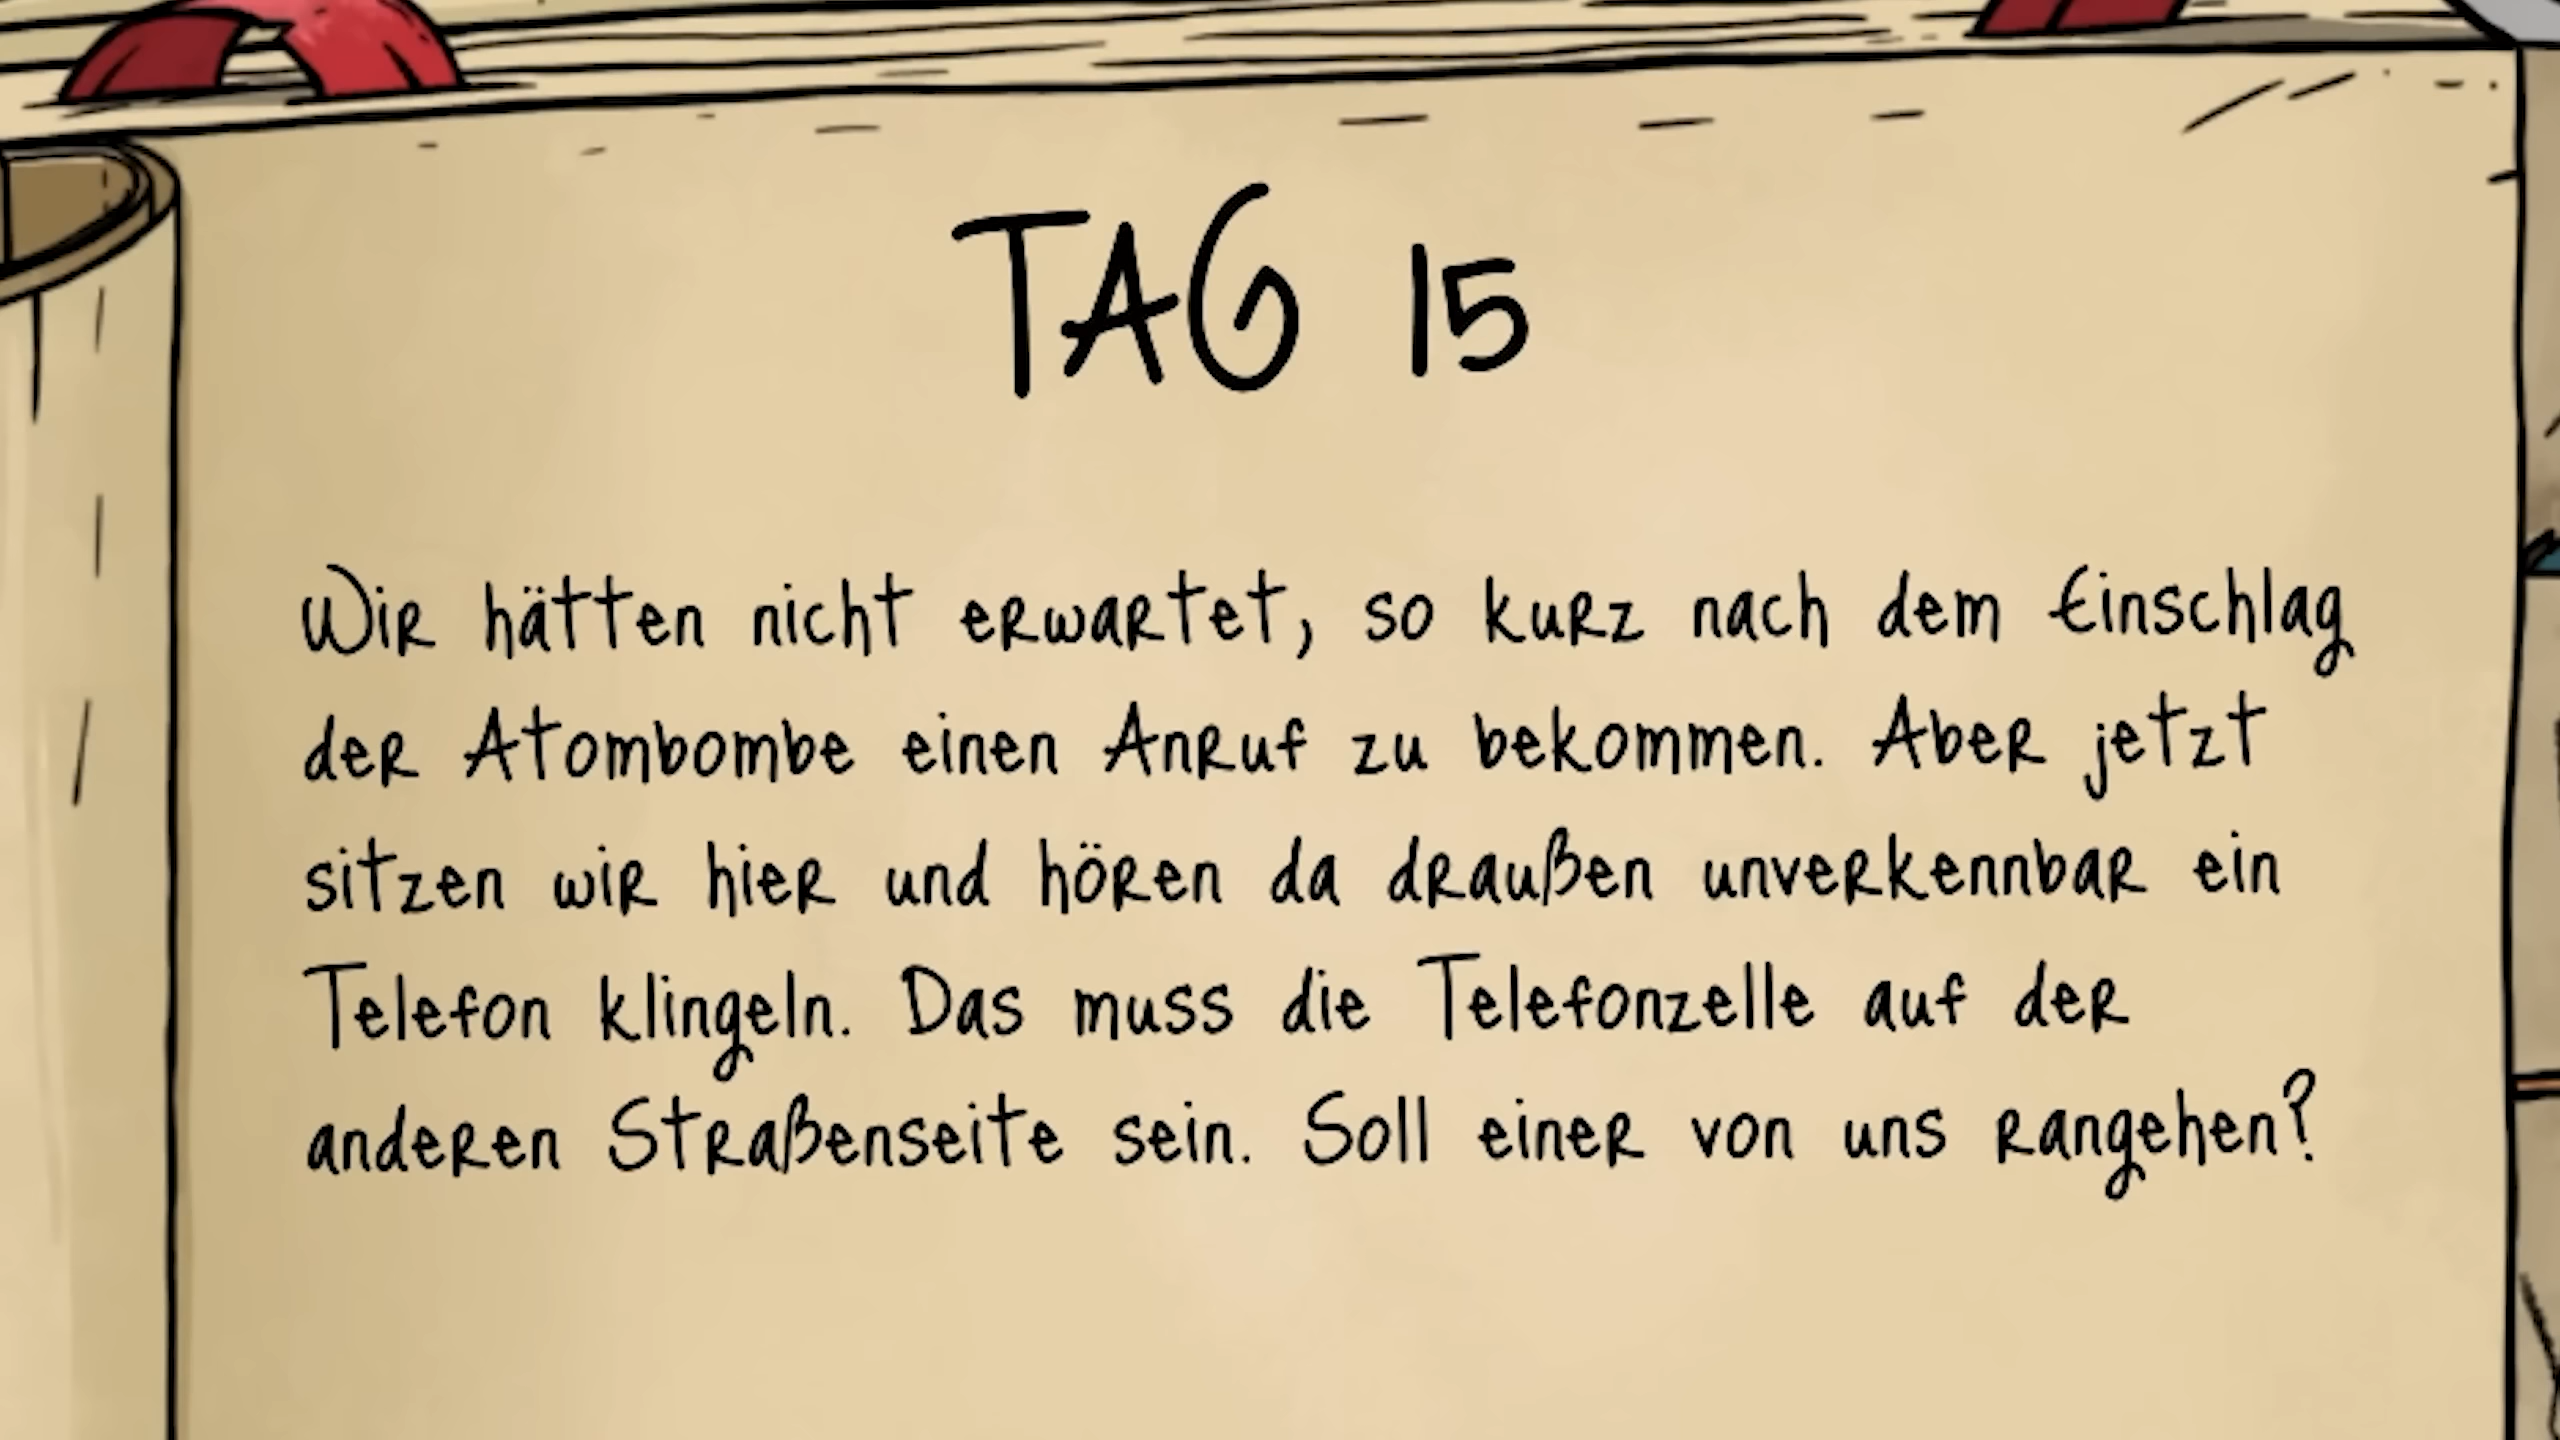 TAG 15
Wir hätten nicht erwartet, so kurz nach dem Einschlag
der Atombombe einen Anruf zu bekommen. Aber jetzt
sitzen wir hier und hören da draußen unverkennbar ein
Telefon klingeln. Das muss die Telefonzelle auf der
anderen Straßenseite sein. Soll einer von uns rangehen?